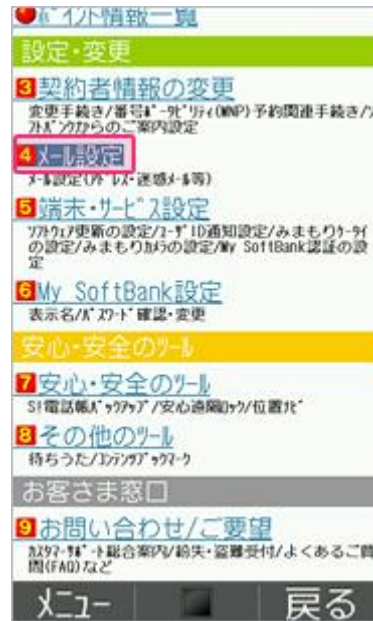 ポイント情報一覧
設定・変更
3契約者情報の変更
変更手続き/番号ポータビリティ(MNP)予約関連手続き/ソ
フトバンクからのご案内設定
4メール設定
メール設定(アドレス・迷惑メール等)
5端末・サービス設定
ソフトウェア更新の設定/ユーザID通知設定/みまもりケータイ
の設定/みまもりカメラの設定/My SoftBank認証の設
定
6My SoftBank設定
表示名/パスワード確認・変更
安心・安全のツール
7安心・安全のツール
S!電話帳バックアップ/安心遠隔ロック/位置ナビ
8その他のツール
待ちうた/コンテンツブックマーク
お客さま窓口
9お問い合わせ/ご要望
カスタマーサポート総合案内/紛失・盗難受付/よくあるご質
問(FAQ)など
メニュー 戻る